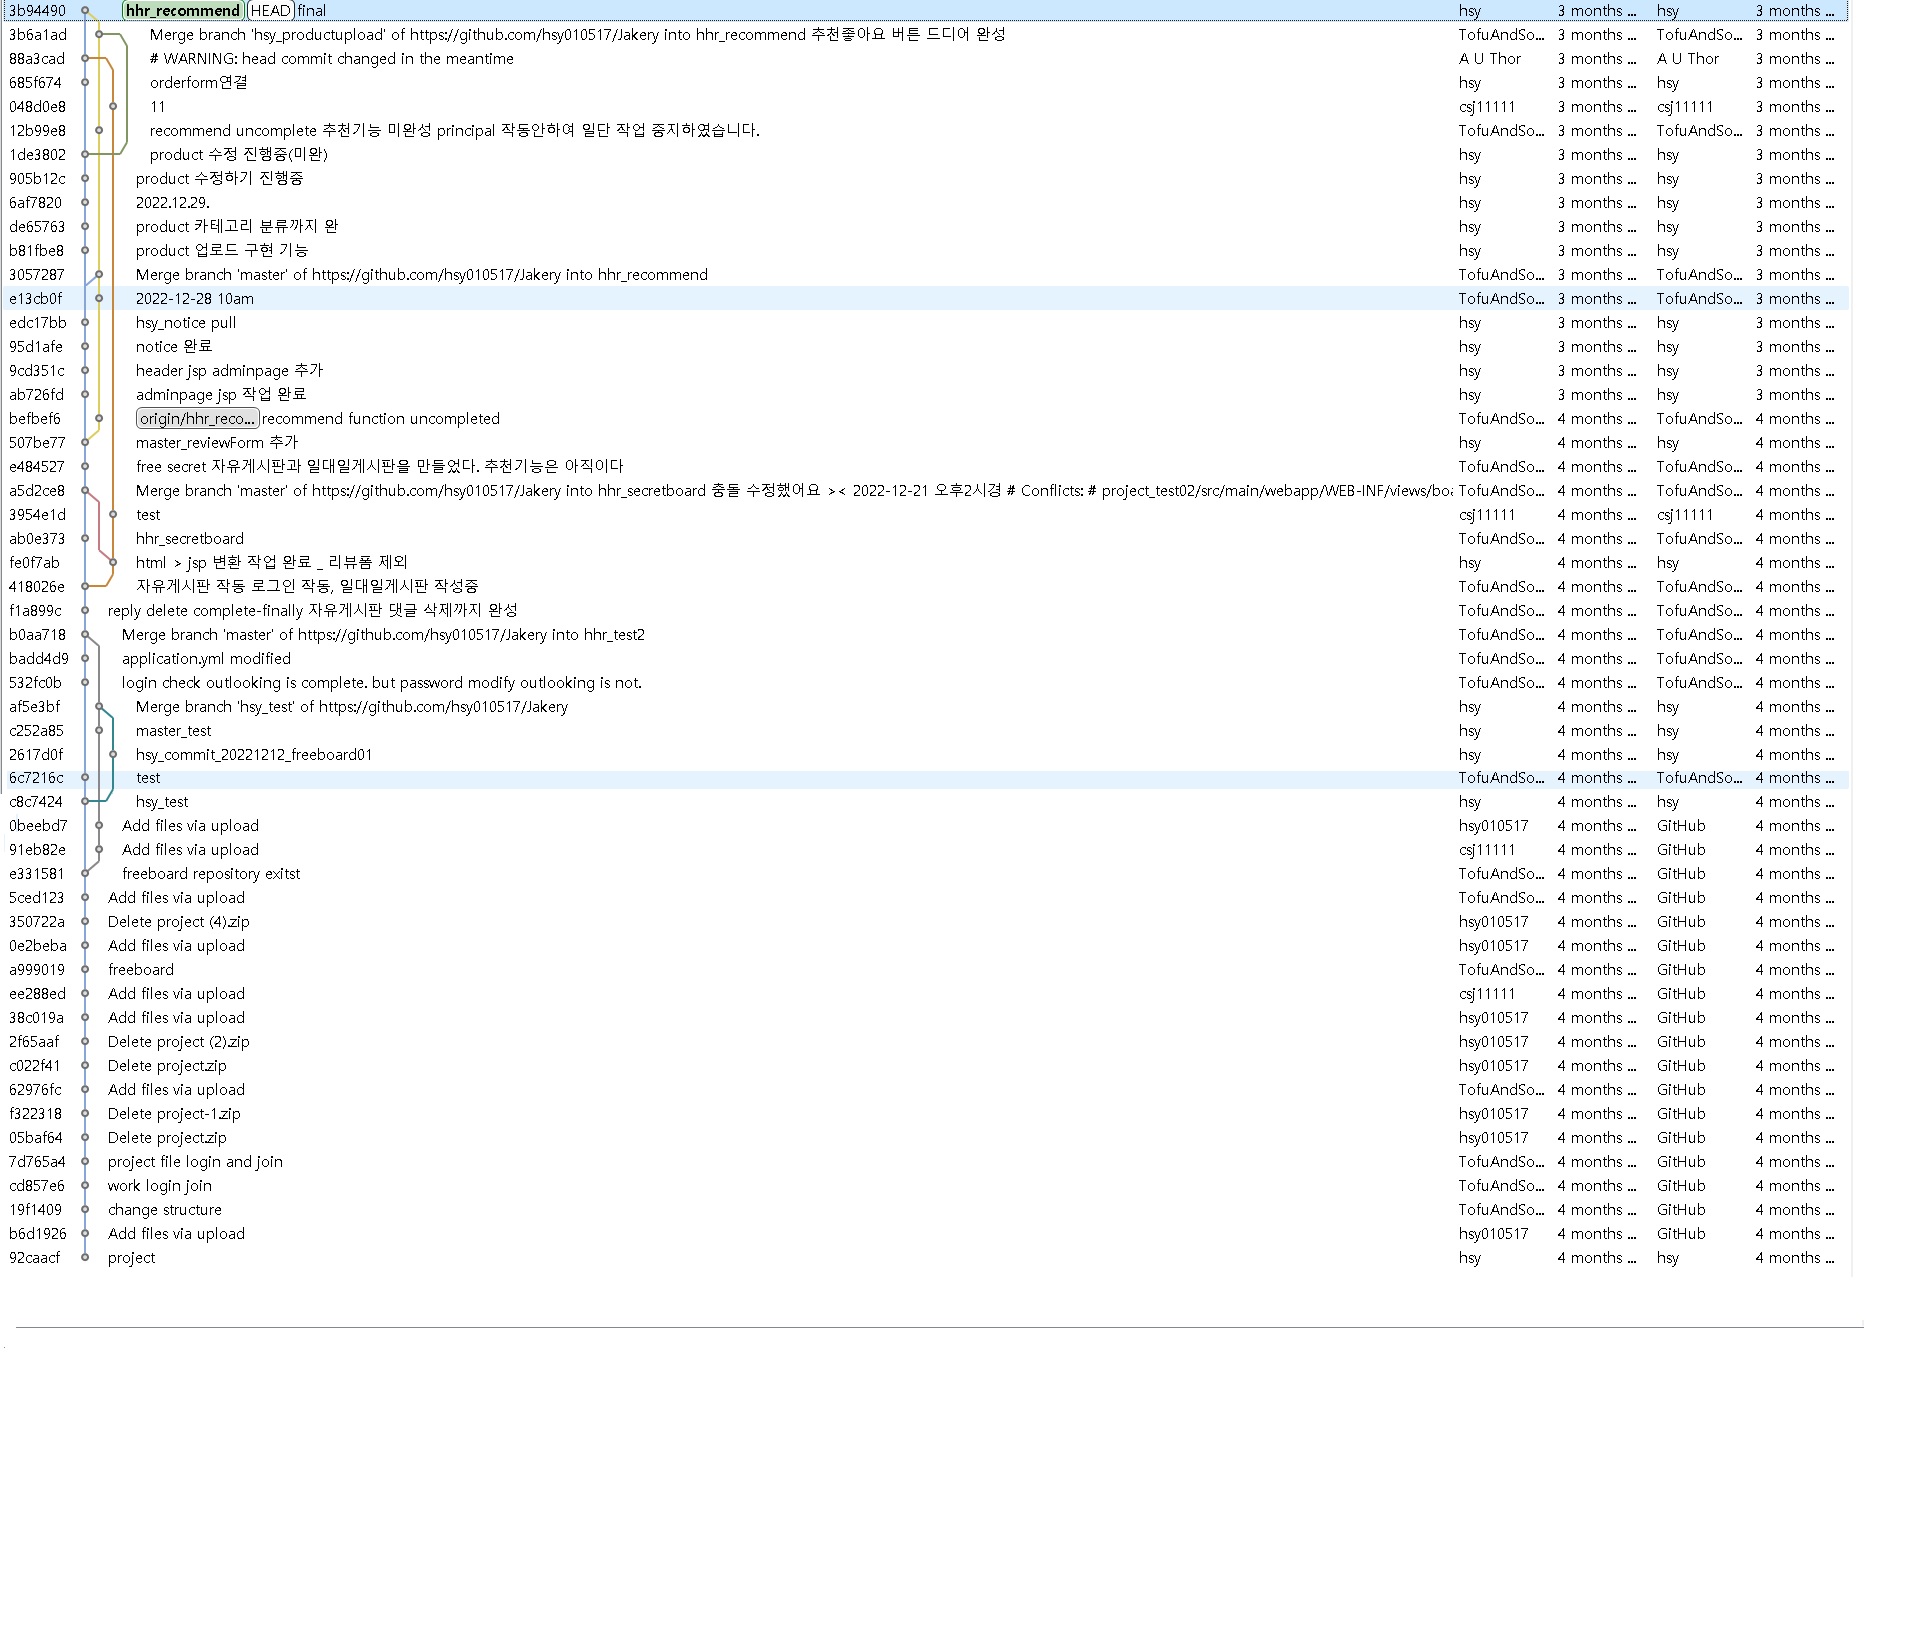 3b94490 hhr_recommend HEAD final hsy 3 months ... hsy 3 months ...
3b6a1ad Merge branch 'hsy_productupload' of https://github.com/hsy010517/Jakery into hhr_recommend 추천좋아요 버튼 드디어 완성 TofuAndSo... 3 months ... TofuAndSo... 3 months ...
88a3cad # WARNING: head commit changed in the meantime A U Thor 3 months ... A U Thor 3 months ...
685f674 orderform연결 hsy 3 months ... hsy 3 months ...
048d0e8 11 csj11111 3 months ... csj11111 3 months ...
12b99e8 recommend uncomplete 추천기능 미완성 principal 작동안하여 일단 작업 중지하였습니다. TofuAndSo... 3 months ... TofuAndSo... 3 months ...
1de3802 product 수정 진행중(미완) hsy 3 months ... hsy 3 months ...
905b12c product 수정하기 진행중 hsy 3 months ... hsy 3 months ...
6af7820 2022.12.29. hsy 3 months ... hsy 3 months ...
de65763 product 카테고리 분류까지 완 hsy 3 months ... hsy 3 months ...
b81fbe8 product 업로드 구현 기능 hsy 3 months ... hsy 3 months ...
3057287 Merge branch 'master' of https://github.com/hsy010517/Jakery into hhr_recommend TofuAndSo... 3 months ... TofuAndSo... 3 months ...
e13cb0f 2022-12-28 10am TofuAndSo... 3 months ... TofuAndSo... 3 months ...
edc17bb hsy_notice pull hsy 3 months ... hsy 3 months ...
95d1afe notice 완료 hsy 3 months ... hsy 3 months ...
9cd351c header jsp adminpage 추가 hsy 3 months ... hsy 3 months ...
ab726fd adminpage jsp 작업 완료 hsy 3 months ... hsy 3 months ...
befbef6 origin/hhr_reco... recommend function uncompleted TofuAndSo... 4 months ... TofuAndSo... 4 months ...
507be77 master_reviewForm 추가 hsy 4 months ... hsy 4 months ...
e484527 free secret 자유게시판과 일대일게시판을 만들었다. 추천기능은 아직이다 TofuAndSo... 4 months ... TofuAndSo... 4 months ...
a5d2ce8 Merge branch 'master' of https://github.com/hsy010517/Jakery into hhr_secretboard 충돌 수정했어요 >< 2022-12-21 오후2시경 # Conflicts: # project_test02/src/main/webapp/WEB-INF/views/boa TofuAndSo... 4 months ... TofuAndSo... 4 months ...
3954e1d test csj11111 4 months ... csj11111 4 months ...
ab0e373 hhr_secretboard TofuAndSo... 4 months ... TofuAndSo... 4 months ...
fe0f7ab html > jsp 변환 작업 완료 _ 리뷰폼 제외 hsy 4 months ... hsy 4 months ...
418026e 자유게시판 작동 로그인 작동, 일대일게시판 작성중 TofuAndSo... 4 months ... TofuAndSo... 4 months ...
f1a899c reply delete complete-finally 자유게시판 댓글 삭제까지 완성 TofuAndSo... 4 months ... TofuAndSo... 4 months ...
b0aa718 Merge branch 'master' of https://github.com/hsy010517/Jakery into hhr_test2 TofuAndSo... 4 months ... TofuAndSo... 4 months ...
badd4d9 application.yml modified TofuAndSo... 4 months ... TofuAndSo... 4 months ...
532fc0b login check outlooking is complete. but password modify outlooking is not. TofuAndSo... 4 months ... TofuAndSo... 4 months ...
af5e3bf Merge branch 'hsy_test' of https://github.com/hsy010517/Jakery hsy 4 months ... hsy 4 months ...
c252a85 master_test hsy 4 months ... hsy 4 months ...
2617d0f hsy_commit_20221212_freeboard01 hsy 4 months ... hsy 4 months ...
6c7216c test TofuAndSo... 4 months ... TofuAndSo... 4 months ...
c8c7424 hsy_test hsy 4 months ... hsy 4 months ...
0beebd7 Add files via upload hsy010517 4 months ... GitHub 4 months ...
91eb82e Add files via upload csj11111 4 months ... GitHub 4 months ...
e331581 freeboard repository exitst TofuAndSo... 4 months ... GitHub 4 months ...
5ced123 Add files via upload TofuAndSo... 4 months ... GitHub 4 months ...
350722a Delete project (4).zip hsy010517 4 months ... GitHub 4 months ...
0e2beba Add files via upload hsy010517 4 months ... GitHub 4 months ...
a999019 freeboard TofuAndSo... 4 months ... GitHub 4 months ...
ee288ed Add files via upload csj11111 4 months ... GitHub 4 months ...
38c019a Add files via upload hsy010517 4 months ... GitHub 4 months ...
2f65aaf Delete project (2).zip hsy010517 4 months ... GitHub 4 months ...
c022f41 Delete project.zip hsy010517 4 months ... GitHub 4 months ...
62976fc Add files via upload TofuAndSo... 4 months ... GitHub 4 months ...
f322318 Delete project-1.zip hsy010517 4 months ... GitHub 4 months ...
05baf64 Delete project.zip hsy010517 4 months ... GitHub 4 months ...
7d765a4 project file login and join TofuAndSo... 4 months ... GitHub 4 months ...
cd857e6 work login join TofuAndSo... 4 months ... GitHub 4 months ...
19f1409 change structure TofuAndSo... 4 months ... GitHub 4 months ...
b6d1926 Add files via upload hsy010517 4 months ... GitHub 4 months ...
92caacf project hsy 4 months ... hsy 4 months ...